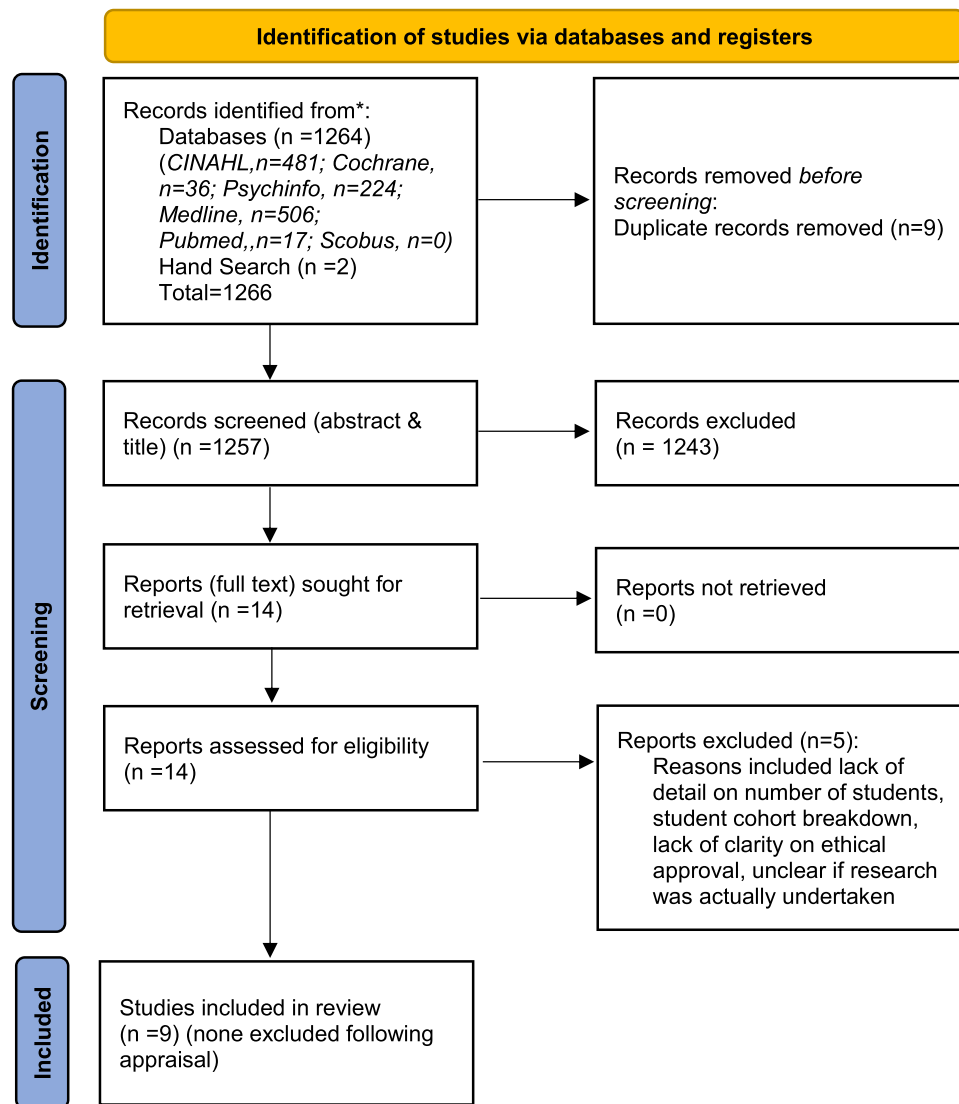 Identification of studies via databases and registers
Identification
Records identified from*:
Databases (n =1264)
(CINAHL,n=481; Cochrane,
n=36; Psychinfo, n=224;
Medline, n=506;
Pubmed,,n=17; Scobus, n=0)
Hand Search (n =2)
Total=1266
Records removed before
screening:
Duplicate records removed (n=9)
Screening
Records screened (abstract &
title) (n =1257)
Records excluded
(n = 1243)
Reports (full text) sought for
retrieval (n =14)
Reports not retrieved
(n =0)
Reports assessed for eligibility
(n =14)
Reports excluded (n=5):
Reasons included lack of
detail on number of students,
student cohort breakdown,
lack of clarity on ethical
approval, unclear if research
was actually undertaken
Included
Studies included in review
(n =9) (none excluded following
appraisal)